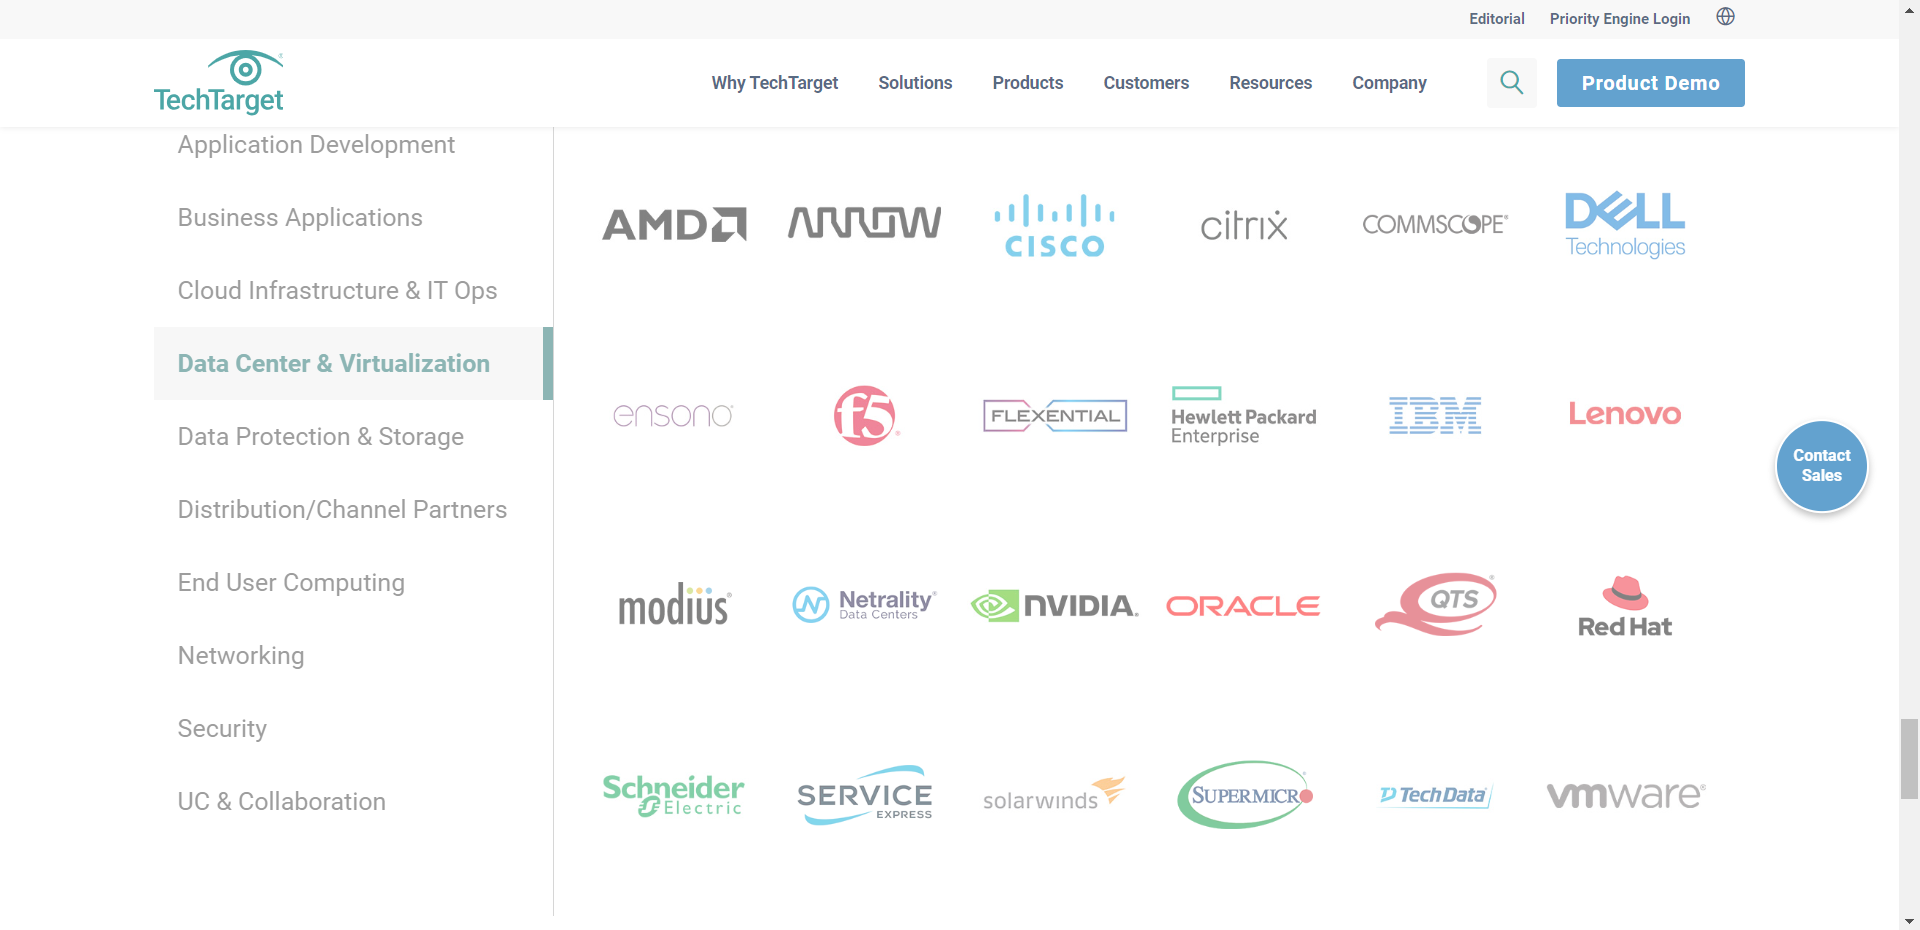 Editorial Priority Engine Login
TechTarget
Why TechTarget Solutions Products Customers Resources Company Product Demo
Application Development
Business Applications
Cloud Infrastructure & IT Ops
Data Center & Virtualization
Data Protection & Storage
Distribution/Channel Partners
End User Computing
Networking
Security
UC & Collaboration
AMD ARROW CISCO citrix COMMSCOPE® DELL
Technologies
ensono f5 FLEXENTIAL Hewlett Packard
Enterprise
IBM Lenovo
Contact
Sales
modius® Netrality®
Data Centers
NVIDIA. ORACLE QTS Red Hat
Schneider
Electric
SERVICE
EXPRESS
solarwinds SUPERMICRO TechData vmware®